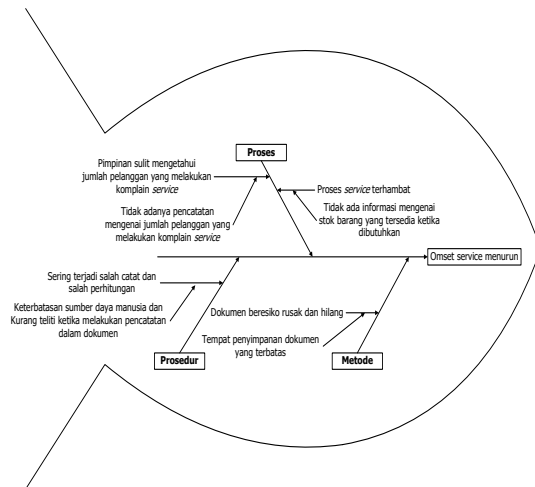 Proses
Pimpinan sulit mengetahui
jumlah pelanggan yang melakukan
komplain service
Proses service terhambat
Tidak adanya pencatatan
mengenai jumlah pelanggan yang
melakukan komplain service
Tidak ada informasi mengenai
stok barang yang tersedia ketika
dibutuhkan
Omset service menurun
Sering terjadi salah catat dan
salah perhitungan
Keterbatasan sumber daya manusia dan
Kurang teliti ketika melakukan pencatatan
dalam dokumen
Dokumen beresiko rusak dan hilang
Tempat penyimpanan dokumen
yang terbatas
Prosedur
Metode